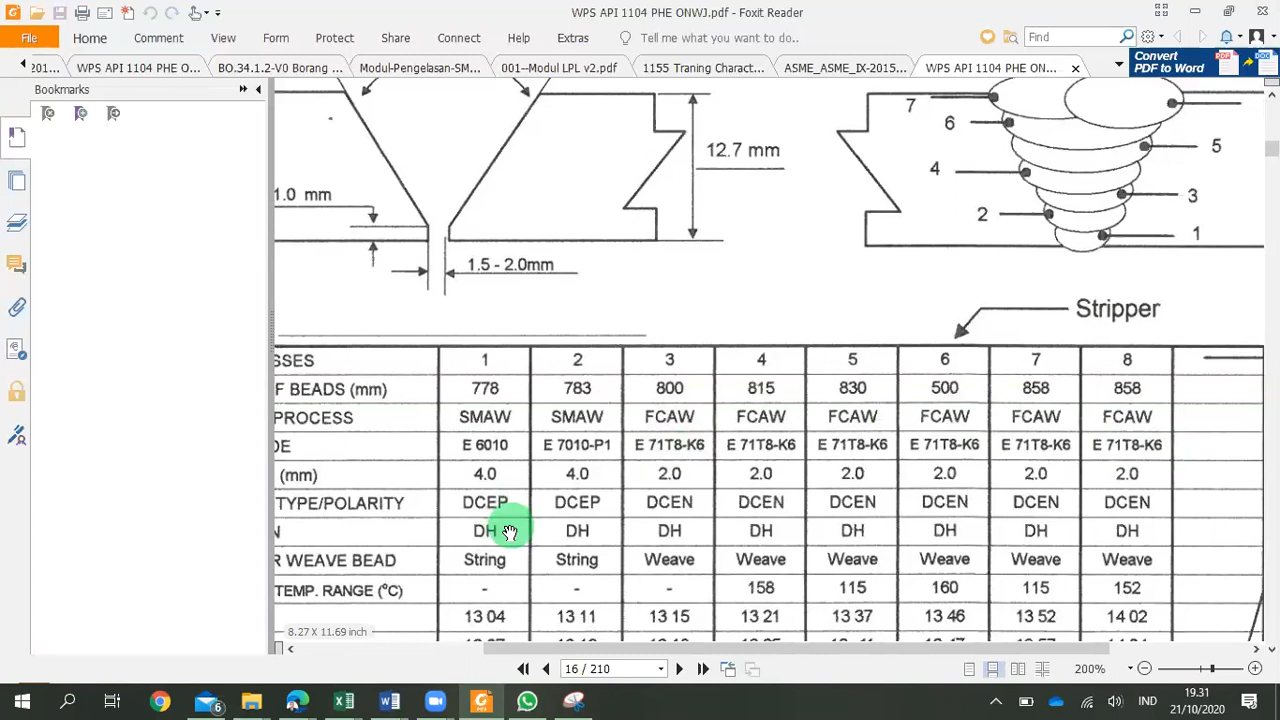 WPS API 1104 PHE ONWJ.pdf - Foxit Reader
File Home Comment View Form Protect Share Connect Help Extras Tell me what you want to do.. Find
201... WPS API 1104 PHE O... BO.34.1.2-V0 Borang ... Modul-PengelasanSM... 001--Modul LPL v2.pdf 1155 Traning Charact... ASME_ASME_IX-2015... WPS API 1104 PHE ON... Convert PDF to Word
Bookmarks
7
6
12.7 mm
5
4
1.0 mm
3
2
1
1.5 - 2.0mm
Stripper
SSES 1 2 3 4 5 6 7 8
F BEADS (mm) 778 783 800 815 830 500 858 858
PROCESS SMAW SMAW FCAW FCAW FCAW FCAW FCAW FCAW
DE E 6010 E 7010-P1 E 71T8-K6 E 71T8-K6 E 71T8-K6 E 71T8-K6 E 71T8-K6 E 71T8-K6
(mm) 4.0 4.0 2.0 2.0 2.0 2.0 2.0 2.0
TYPE/POLARITY DCEP DCEP DCEN DCEN DCEN DCEN DCEN DCEN
N DH DH DH DH DH DH DH DH
R WEAVE BEAD String String Weave Weave Weave Weave Weave Weave
TEMP. RANGE (⁰C) - - - 158 115 160 115 152
13 04 13 11 13 15 13 21 13 37 13 46 13 52 14 02
8.27 X 11.69 inch
16 / 210 200%
6 IND 19.31
21/10/2020